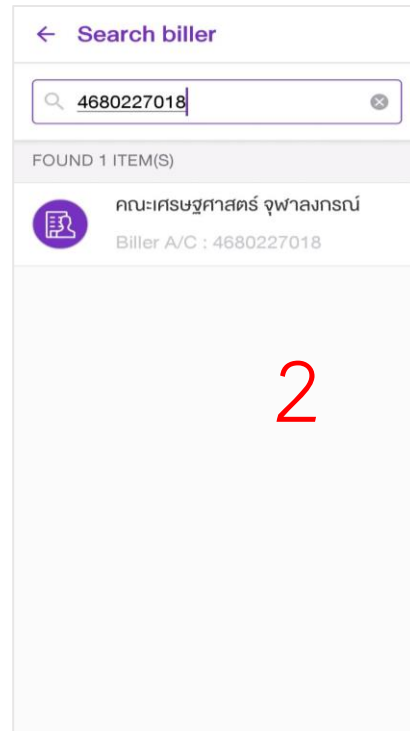 ← Search biller
4680227018
FOUND 1 ITEM(S)
คณะเศรษฐศาสตร์ จุฬาลงกรณ์
Biller A/C : 4680227018
2